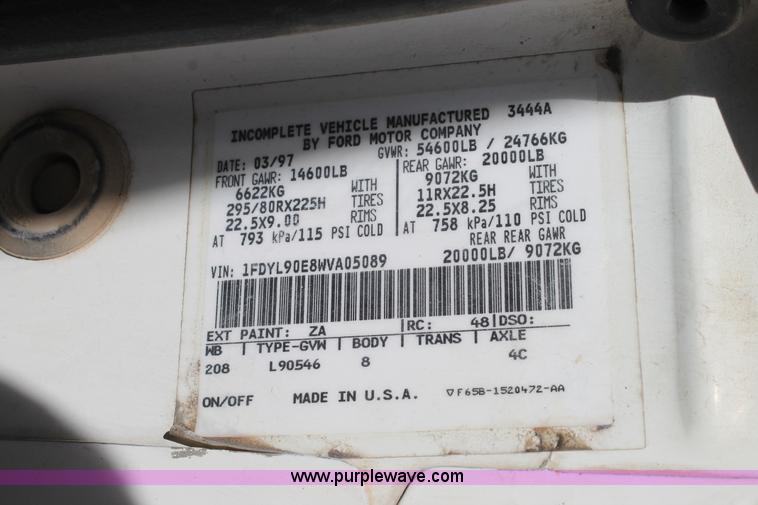 INCOMPLETE VEHICLE MANUFACTURED 3444A
BY FORD MOTOR COMPANY
DATE: 03/97 GVWR: 54600LB / 24766KG
FRONT GAWR: 14600LB REAR GAWR: 20000LB
6622KG WITH 9072KG WITH
295/80RX225H TIRES 11RX22.5H TIRES
22.5X9.00 RIMS 22.5X8.25 RIMS
AT 793 kPa/115 PSI COLD AT 758 kPa/110 PSI COLD
REAR REAR GAWR
VIN: 1FDYL90E8WVA05089 20000LB/ 9072KG
EXT PAINT: ZA |RC: 48|DSO:
WB | TYPE-GVW | BODY | TRANS | AXLE
208 L90546 8 4C
ON/OFF MADE IN U.S.A. ▽F65B-1520472-AA
www.purplewave.com